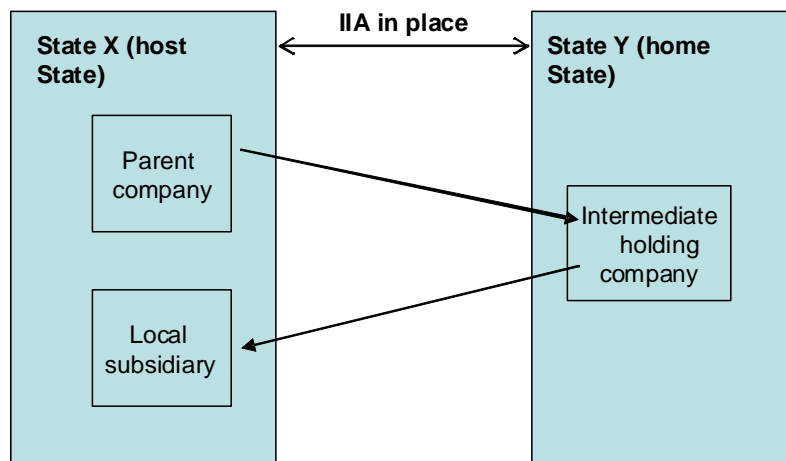 IIA in place
State X (host
State)
State Y (home
State)
Parent
company
Intermediate
holding
company
Local
subsidiary